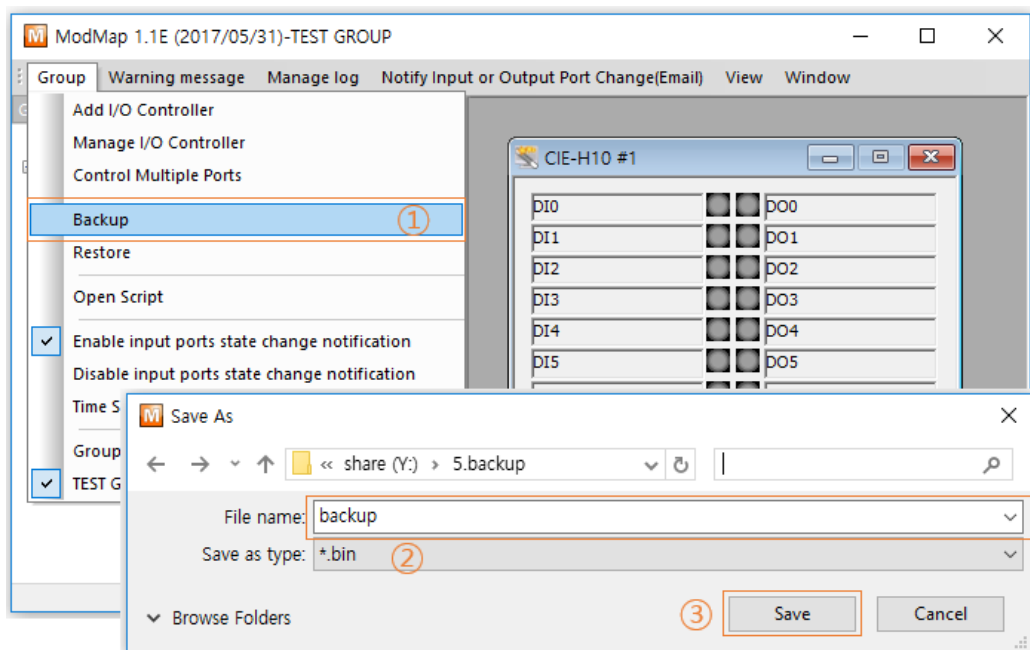 ModMap 1.1E (2017/05/31)-TEST GROUP
Group Warning message Manage log Notify Input or Output Port Change(Email) View Window
Add I/O Controller
Manage I/O Controller
Control Multiple Ports
Backup ①
Restore
Open Script
Enable input ports state change notification
Disable input ports state change notification
Time S
Group
TEST G
CIE-H10 #1
DI0 DO0
DI1 DO1
DI2 DO2
DI3 DO3
DI4 DO4
DI5 DO5
Save As
« share (Y:) › 5.backup
File name: backup
Save as type: *.bin ②
Browse Folders
③ Save Cancel